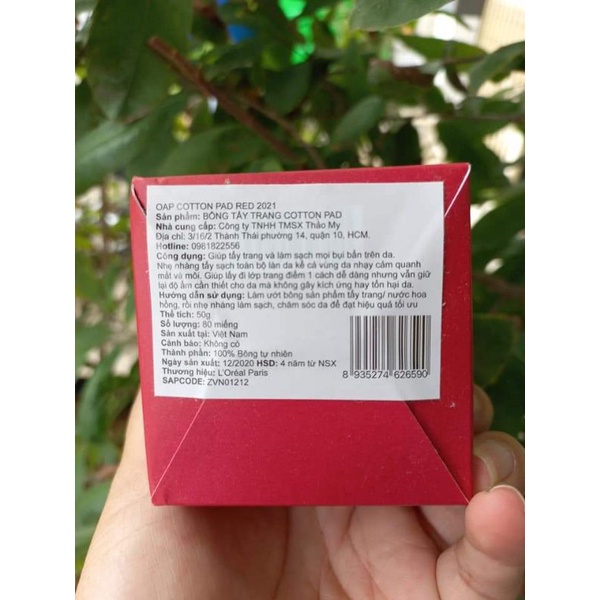 OAP COTTON PAD RED 2021
Sản phẩm: BÔNG TẨY TRANG COTTON PAD
Nhà cung cấp: Công ty TNHH TMSX Thảo My
Địa chỉ: 3/16/2 Thành Thái phường 14, quận 10, HCM.
Hotline: 0981822556
Công dụng: Giúp tẩy trang và làm sạch mọi bụi bẩn trên da.
Nhẹ nhàng tẩy sạch toàn bộ làn da kể cả vùng da nhạy cảm quanh
mắt và môi. Giúp lấy đi lớp trang điểm 1 cách dễ dàng nhưng vẫn giữ
lại độ ẩm cần thiết cho da mà không gây kích ứng hay tổn hại da.
Hướng dẫn sử dụng: Làm ướt bông sản phẩm tẩy trang/ nước hoa
hồng, rồi nhẹ nhàng làm sạch, chăm sóc da để đạt hiệu quả tối ưu
Thể tích: 50g
Số lượng: 80 miếng
Sản xuất tại: Việt Nam
Cảnh báo: Không có
Thành phần: 100% Bông tự nhiên
Ngày sản xuất: 12/2020 HSD: 4 năm từ NSX
Thương hiệu: L'Oréal Paris
SAPCODE: ZVN01212
8 935274 626590